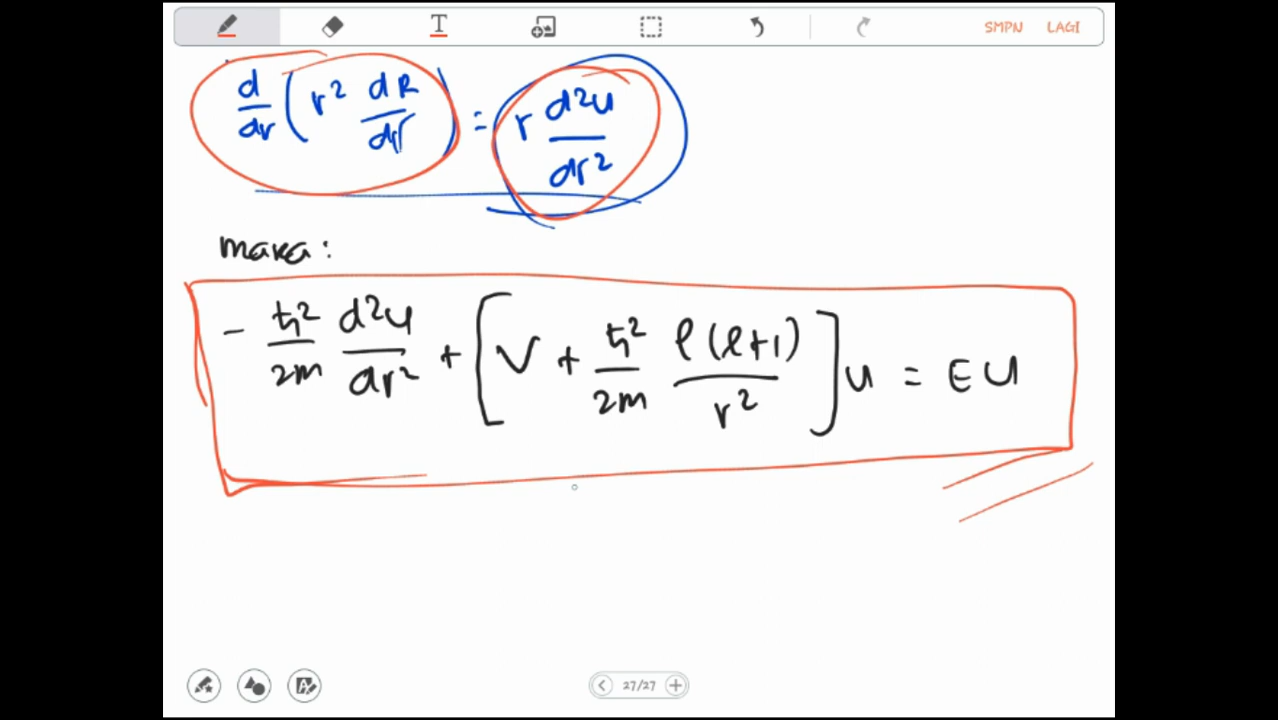 T SMPN LAGI
d/dr (r² dR/dr) = r d²u/dr²
maka:
- ℏ²/2m d²u/dr² + [V + ℏ²/2m ℓ(ℓ+1)/r²] u = E u
27/27